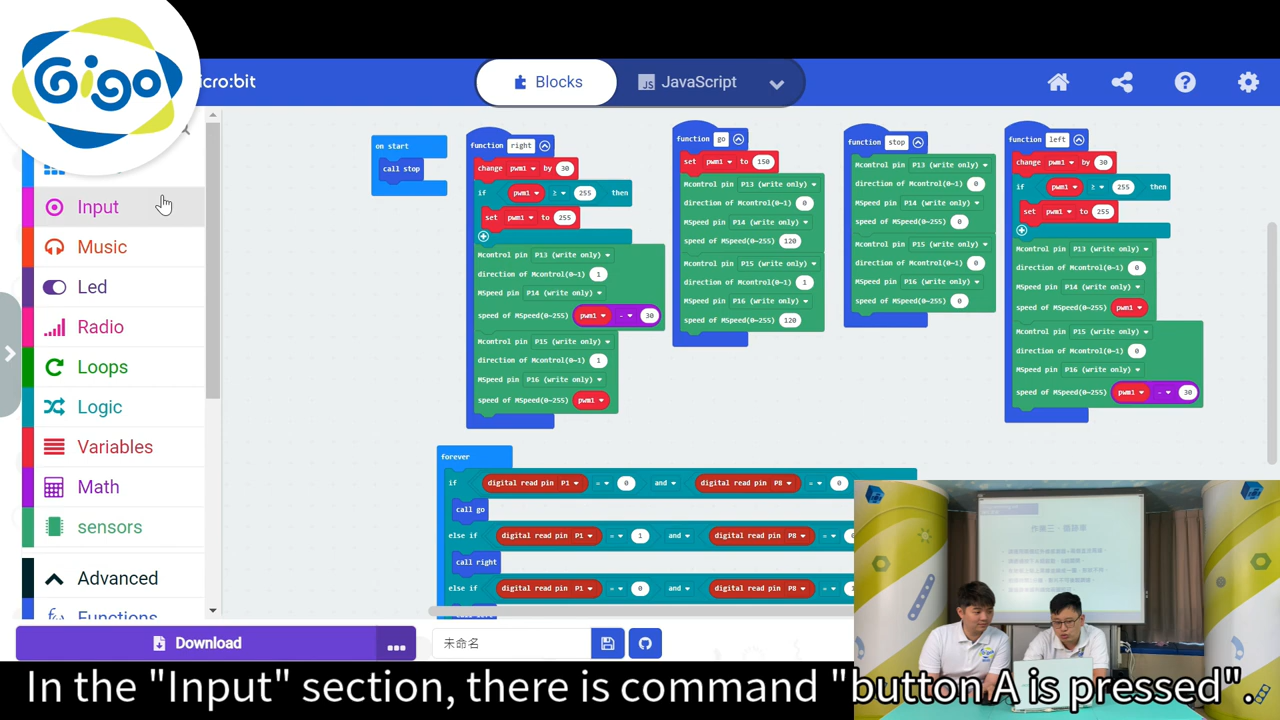 Gigo
icro:bit
Blocks
JavaScript
Input
Music
Led
Radio
Loops
Logic
Variables
Math
sensors
Advanced
Functions
on start
call stop
function right
change pwm1 by 30
if pwm1 ≥ 255 then
set pwm1 to 255
Mcontrol pin P13 (write only)
direction of Mcontrol(0~1) 1
MSpeed pin P14 (write only)
speed of MSpeed(0~255) pwm1 - 30
Mcontrol pin P15 (write only)
direction of Mcontrol(0~1) 1
MSpeed pin P16 (write only)
speed of MSpeed(0~255) pwm1
function go
set pwm1 to 150
Mcontrol pin P13 (write only)
direction of Mcontrol(0~1) 0
MSpeed pin P14 (write only)
speed of MSpeed(0~255) 120
Mcontrol pin P15 (write only)
direction of Mcontrol(0~1) 1
MSpeed pin P16 (write only)
speed of MSpeed(0~255) 120
function stop
Mcontrol pin P13 (write only)
direction of Mcontrol(0~1) 0
MSpeed pin P14 (write only)
speed of MSpeed(0~255) 0
Mcontrol pin P15 (write only)
direction of Mcontrol(0~1) 0
MSpeed pin P16 (write only)
speed of MSpeed(0~255) 0
function left
change pwm1 by 30
if pwm1 ≥ 255 then
set pwm1 to 255
Mcontrol pin P13 (write only)
direction of Mcontrol(0~1) 0
MSpeed pin P14 (write only)
speed of MSpeed(0~255) pwm1
Mcontrol pin P15 (write only)
direction of Mcontrol(0~1) 0
MSpeed pin P16 (write only)
speed of MSpeed(0~255) pwm1 - 30
forever
if digital read pin P1 = 0 and digital read pin P8 = 0
call go
else if digital read pin P1 = 1 and digital read pin P8 =
call right
else if digital read pin P1 = 0 and digital read pin P8 =
Download
未命名
In the "Input" section, there is command "button A is pressed".